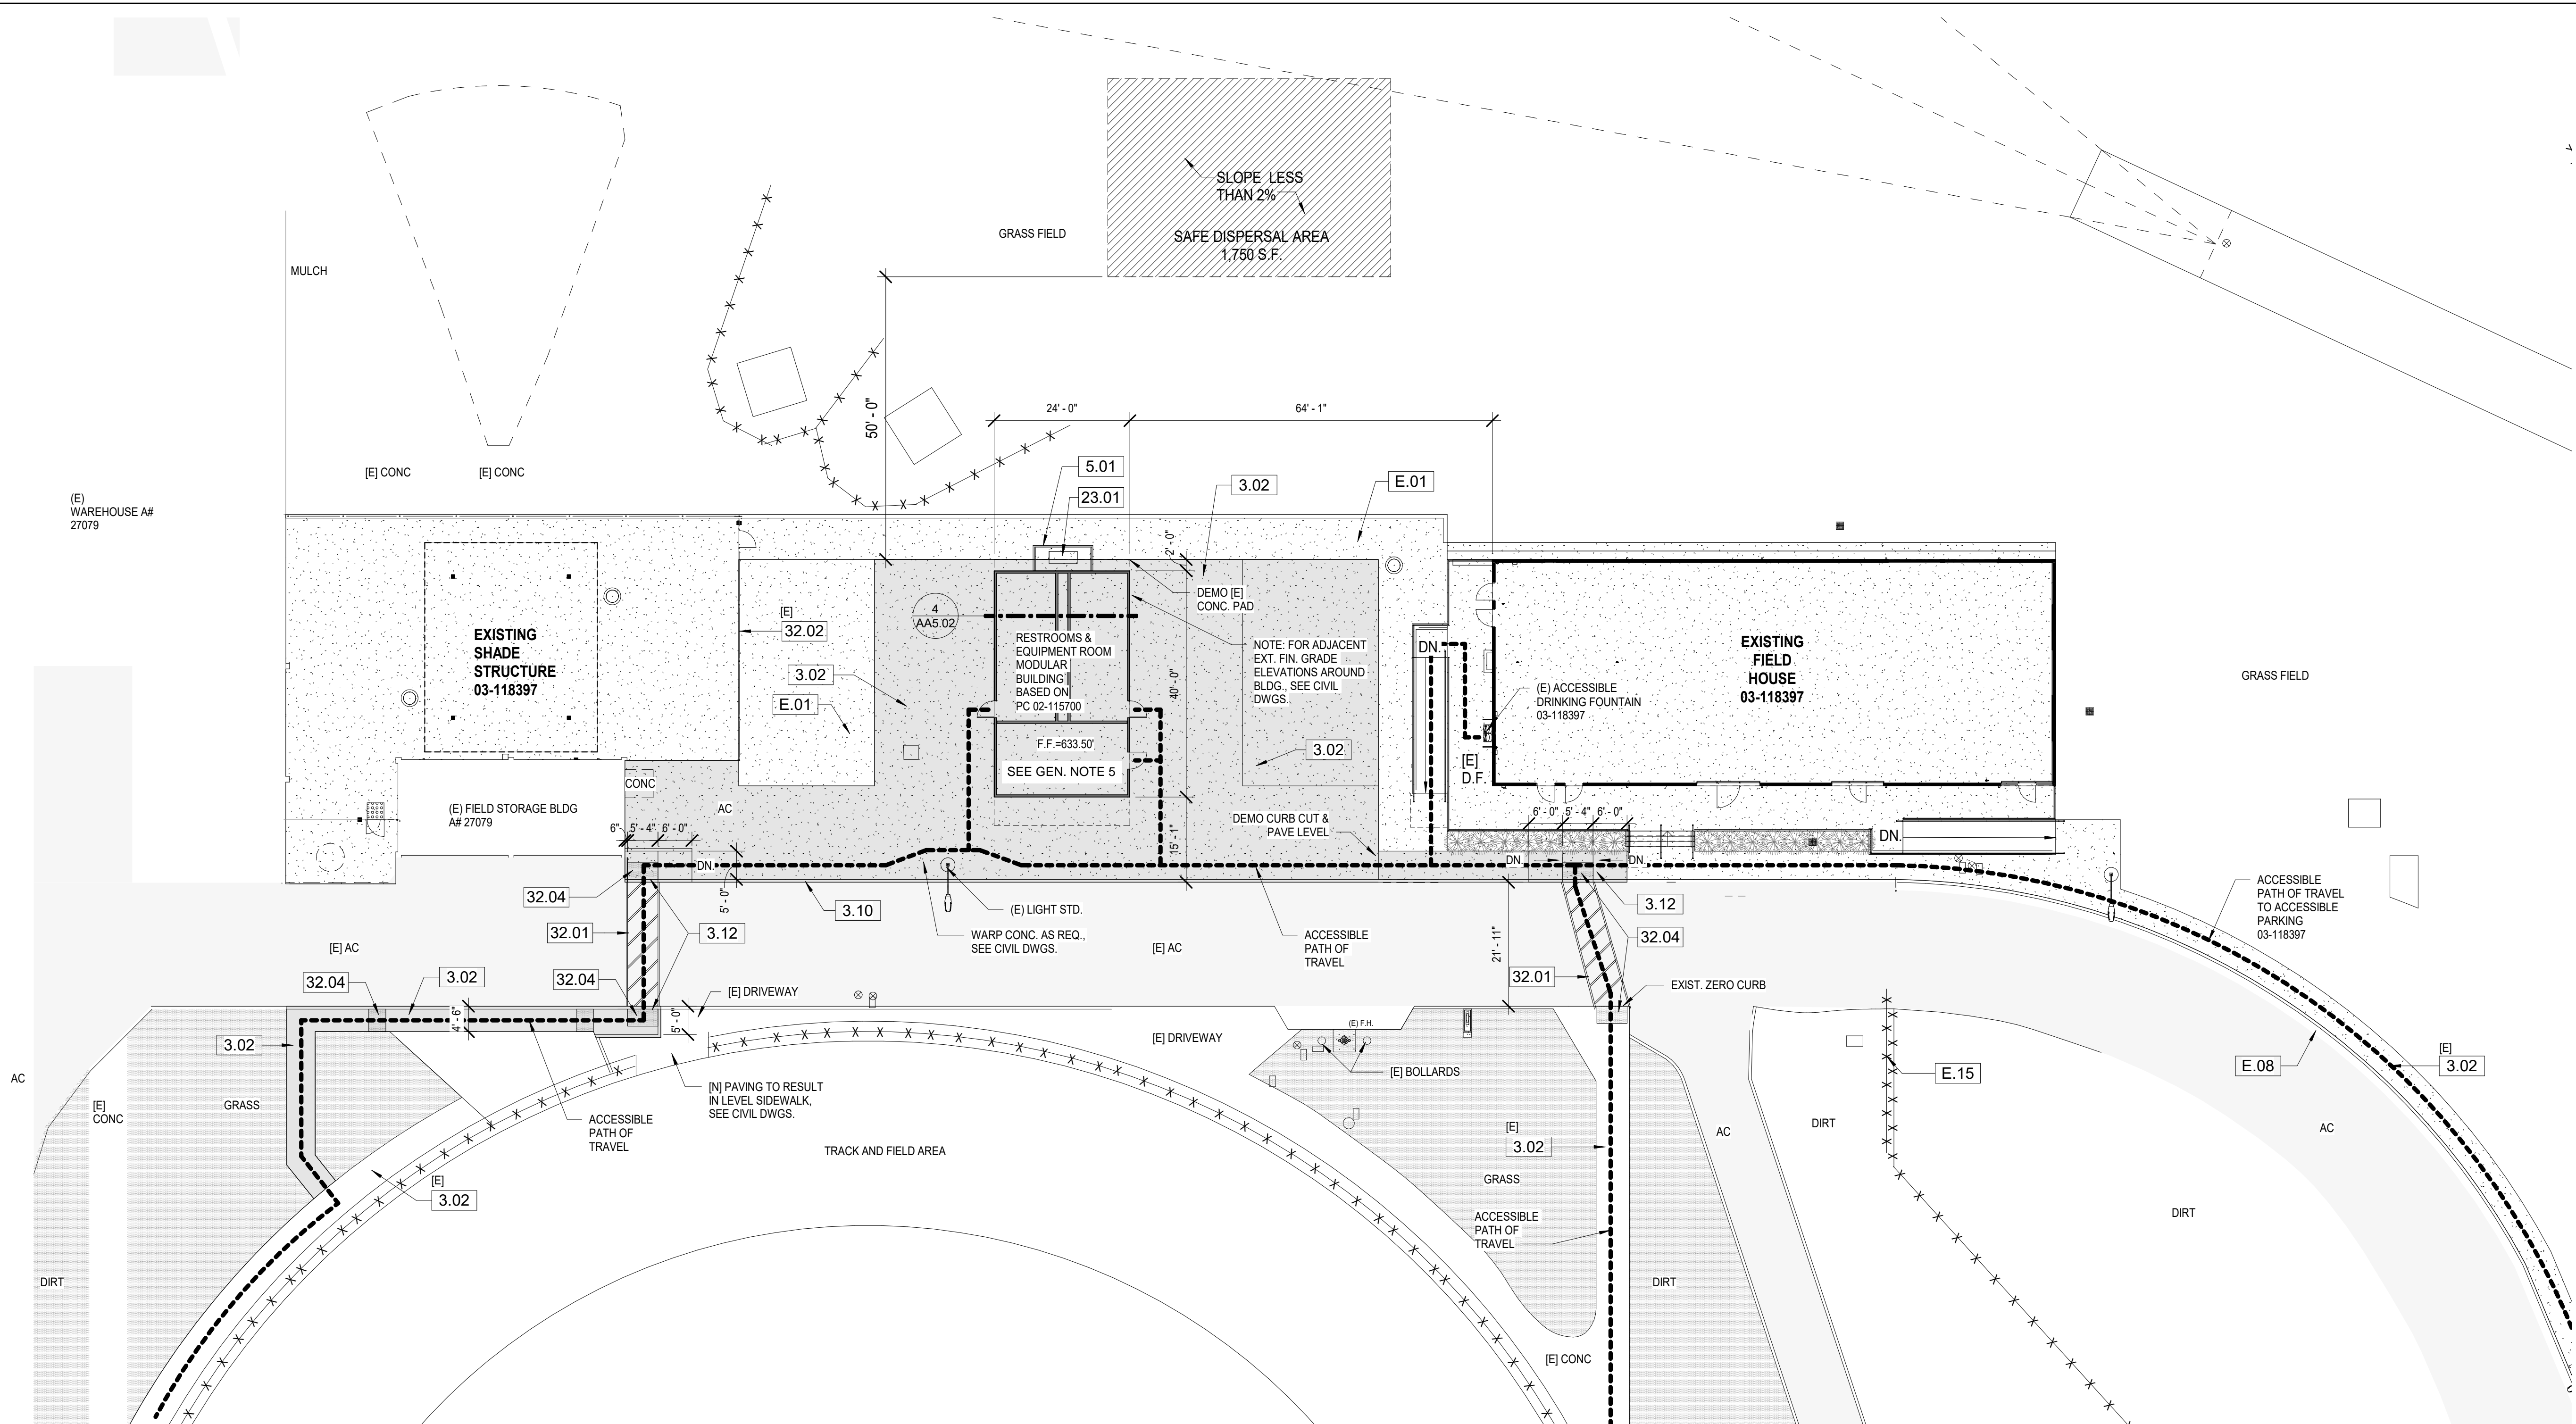 SLOPE LESS
THAN 2%
SAFE DISPERSAL AREA
1,750 S.F.
GRASS FIELD
MULCH
50' - 0"
24' - 0"
64' - 1"
[E] CONC
[E] CONC
5.01
23.01
3.02
E.01
(E)
WAREHOUSE A#
27079
2' - 0"
DEMO [E]
CONC. PAD
4
AA5.02
[E]
32.02
EXISTING
SHADE
STRUCTURE
03-118397
RESTROOMS &
EQUIPMENT ROOM
MODULAR
BUILDING
BASED ON
PC 02-115700
NOTE: FOR ADJACENT
EXT. FIN. GRADE
ELEVATIONS AROUND
BLDG., SEE CIVIL
DWGS.
DN.
EXISTING
FIELD
HOUSE
03-118397
GRASS FIELD
3.02
E.01
40' - 0"
(E) ACCESSIBLE
DRINKING FOUNTAIN
03-118397
F.F.=633.50'
SEE GEN. NOTE 5
3.02
[E]
D.F.
CONC
AC
(E) FIELD STORAGE BLDG
A# 27079
6"
5' - 4"
6' - 0"
DEMO CURB CUT &
PAVE LEVEL
15' - 1"
6' - 0"
5' - 4"
6' - 0"
DN.
DN.
DN.
DN.
5' - 0"
32.04
3.10
(E) LIGHT STD.
3.12
32.01
3.12
WARP CONC. AS REQ.,
SEE CIVIL DWGS.
ACCESSIBLE
PATH OF
TRAVEL
32.04
ACCESSIBLE
PATH OF TRAVEL
TO ACCESSIBLE
PARKING
03-118397
[E] AC
[E] AC
21' - 11"
32.04
3.02
32.04
32.01
EXIST. ZERO CURB
[E] DRIVEWAY
4' - 6"
5' - 0"
(E) F.H.
[E] DRIVEWAY
3.02
[E] BOLLARDS
E.15
E.08
[E]
3.02
AC
[E]
CONC
GRASS
[N] PAVING TO RESULT
IN LEVEL SIDEWALK,
SEE CIVIL DWGS.
ACCESSIBLE
PATH OF
TRAVEL
TRACK AND FIELD AREA
[E]
3.02
AC
DIRT
AC
[E]
3.02
GRASS
ACCESSIBLE
PATH OF
TRAVEL
DIRT
DIRT
DIRT
[E] CONC